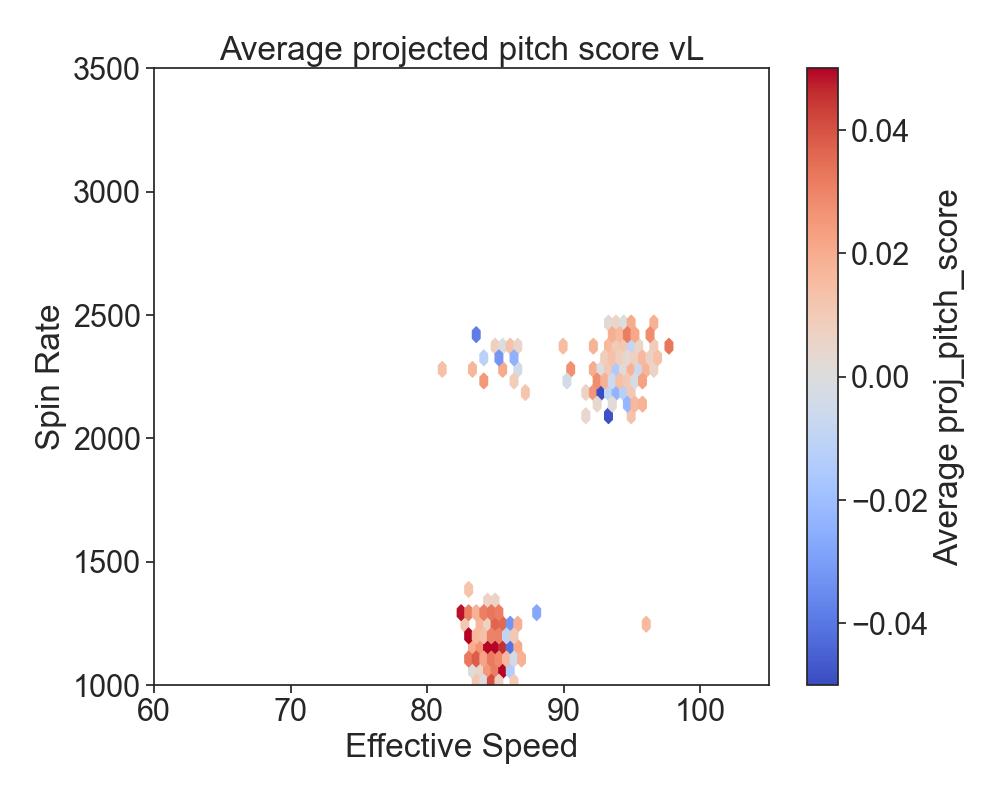 Average projected pitch score vL
3500
3000
2500
2000
1500
1000
Spin Rate
60 70 80 90 100
Effective Speed
0.04
0.02
0.00
−0.02
−0.04
Average proj_pitch_score